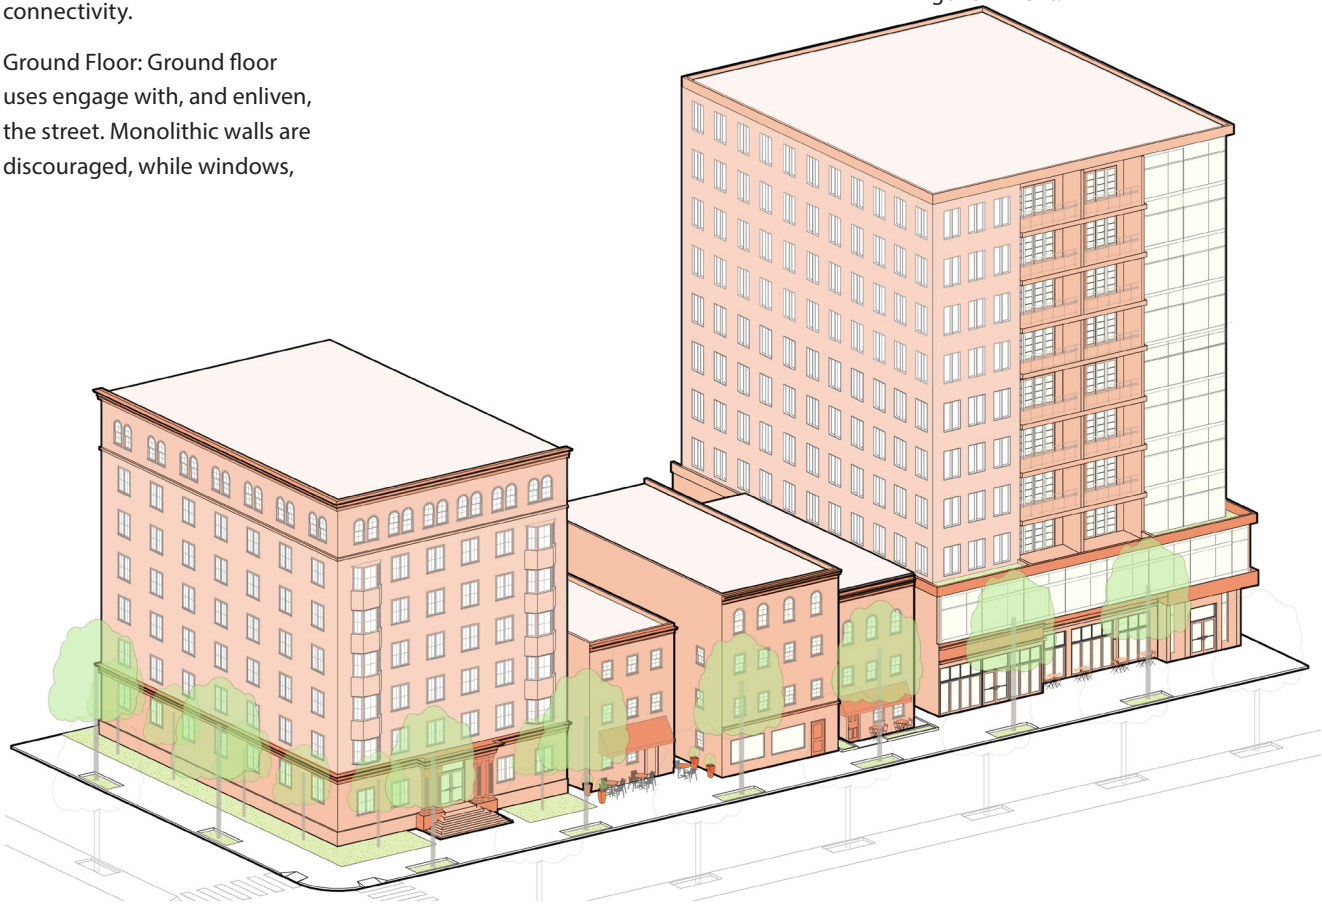 connectivity.
Ground Floor: Ground floor
uses engage with, and enliven,
the street. Monolithic walls are
discouraged, while windows,